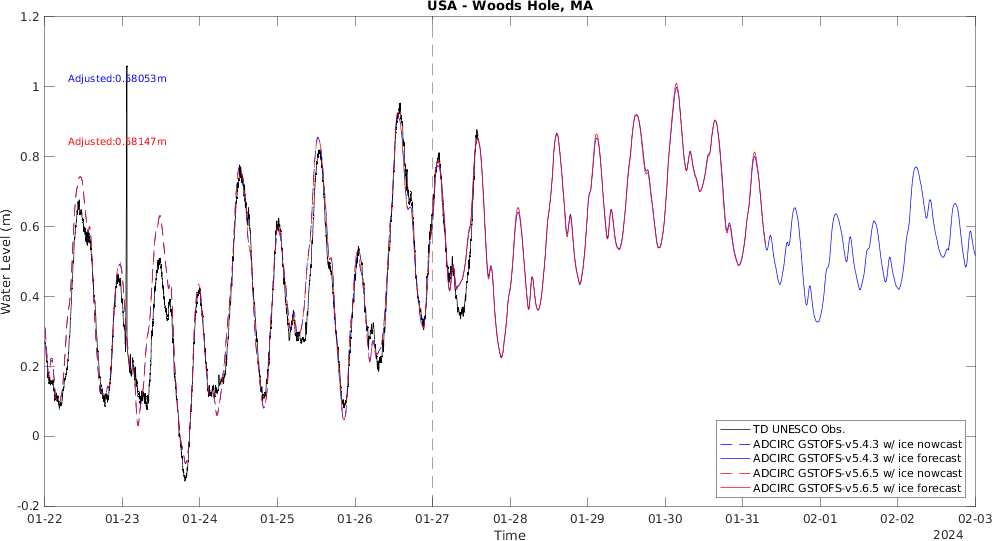 USA - Woods Hole, MA
1.2
1
0.8
0.6
0.4
0.2
0
-0.2
Water Level (m)
Adjusted:0.68053m
Adjusted:0.68147m
TD UNESCO Obs.
ADCIRC GSTOFS-v5.4.3 w/ ice nowcast
ADCIRC GSTOFS-v5.4.3 w/ ice forecast
ADCIRC GSTOFS-v5.6.5 w/ ice nowcast
ADCIRC GSTOFS-v5.6.5 w/ ice forecast
01-22 01-23 01-24 01-25 01-26 01-27 01-28 01-29 01-30 01-31 02-01 02-02 02-03
Time
2024